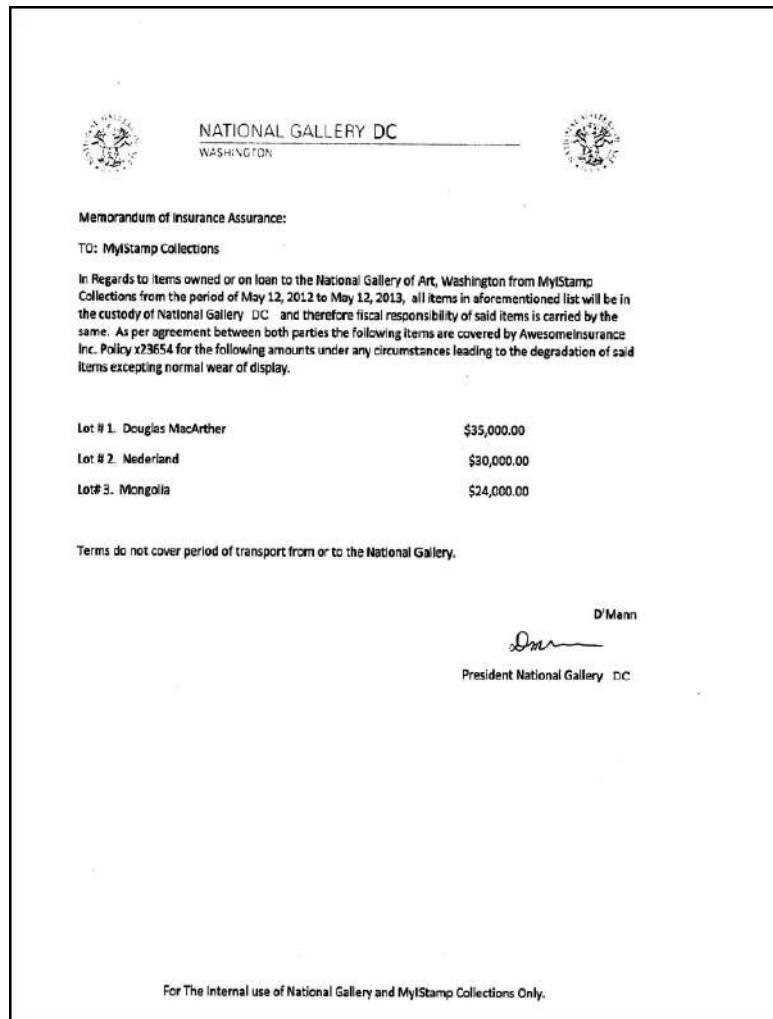 NATIONAL GALLERY DC
WASHINGTON
Memorandum of Insurance Assurance:
TO: MyIStamp Collections
In Regards to items owned or on loan to the National Gallery of Art, Washington from MyIStamp
Collections from the period of May 12, 2012 to May 12, 2013, all items in aforementioned list will be in
the custody of National Gallery DC and therefore fiscal responsibility of said items is carried by the
same. As per agreement between both parties the following items are covered by AwesomeInsurance
Inc. Policy x23654 for the following amounts under any circumstances leading to the degradation of said
items excepting normal wear of display.
Lot # 1. Douglas MacArther $35,000.00
Lot # 2. Nederland $30,000.00
Lot# 3. Mongolia $24,000.00
Terms do not cover period of transport from or to the National Gallery.
D'Mann
President National Gallery DC
For The Internal use of National Gallery and MyIStamp Collections Only.